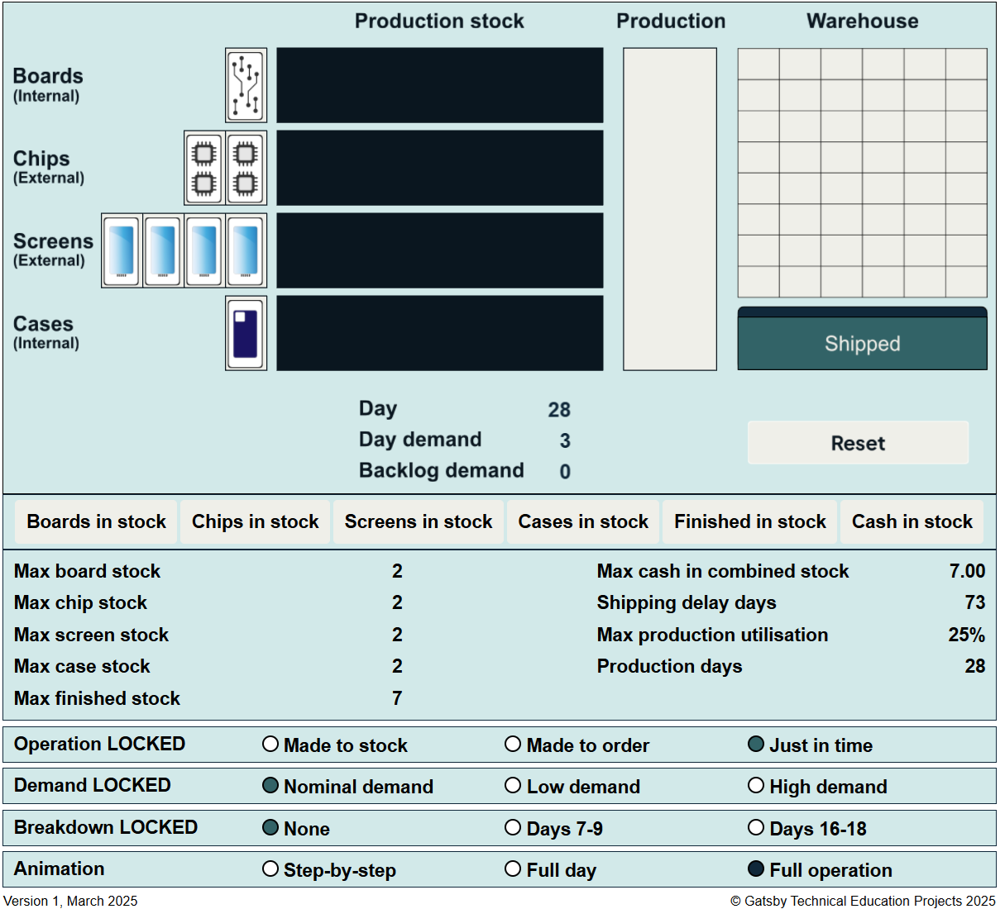 Production stock Production Warehouse
Boards
(Internal)
Chips
(External)
Screens
(External)
Cases
(Internal)
Shipped
Day 28
Day demand 3
Backlog demand 0
Reset
Boards in stock Chips in stock Screens in stock Cases in stock Finished in stock Cash in stock
Max board stock 2 Max cash in combined stock 7.00
Max chip stock 2 Shipping delay days 73
Max screen stock 2 Max production utilisation 25%
Max case stock 2 Production days 28
Max finished stock 7
Operation LOCKED Made to stock Made to order Just in time
Demand LOCKED Nominal demand Low demand High demand
Breakdown LOCKED None Days 7-9 Days 16-18
Animation Step-by-step Full day Full operation
Version 1, March 2025 © Gatsby Technical Education Projects 2025